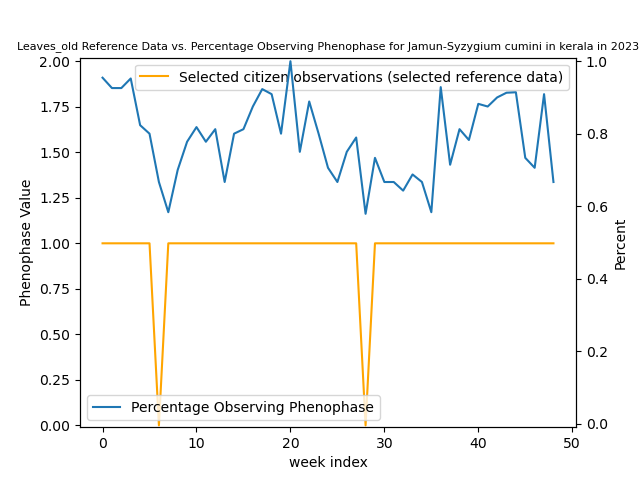 Leaves_old Reference Data vs. Percentage Observing Phenophase for Jamun-Syzygium cumini in kerala in 2023
Selected citizen observations (selected reference data)
Percentage Observing Phenophase
Phenophase Value
2.00
1.75
1.50
1.25
1.00
0.75
0.50
0.25
0.00
Percent
1.0
0.8
0.6
0.4
0.2
0.0
0 10 20 30 40 50
week index